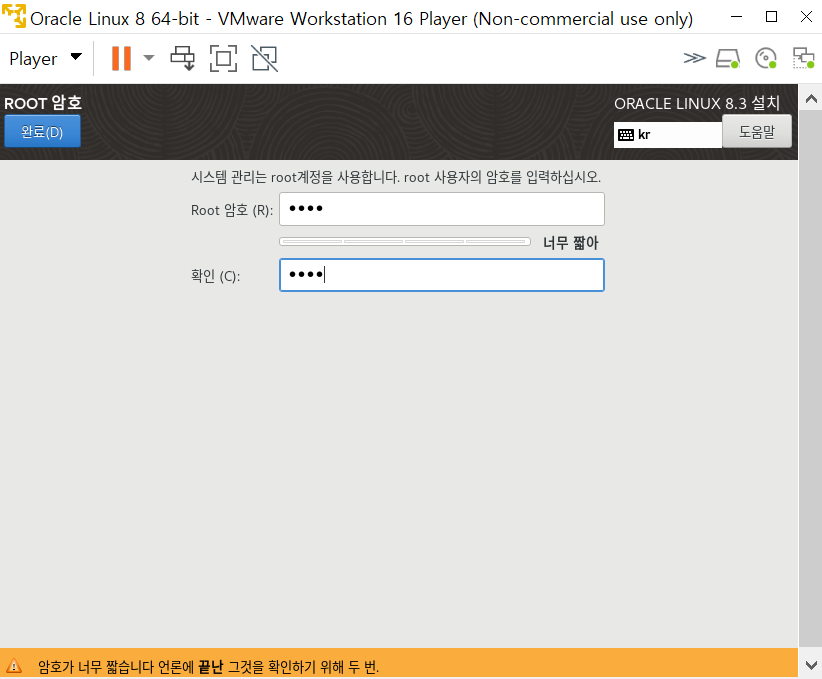 Oracle Linux 8 64-bit - VMware Workstation 16 Player (Non-commercial use only)
Player
ROOT 암호
ORACLE LINUX 8.3 설치
완료(D)
kr
도움말
시스템 관리는 root계정을 사용합니다. root 사용자의 암호를 입력하십시오.
Root 암호 (R): ••••
너무 짧아
확인 (C): ••••
암호가 너무 짧습니다 언론에 끝난 그것을 확인하기 위해 두 번.